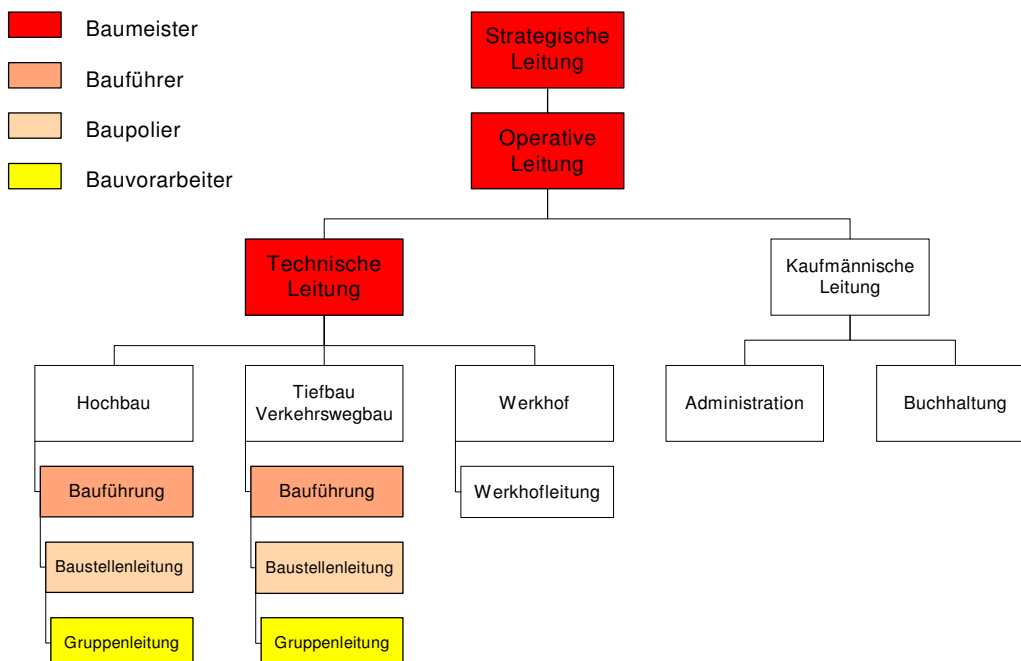 Baumeister
Bauführer
Baupolier
Bauvorarbeiter
Strategische
Leitung
Operative
Leitung
Technische
Leitung
Kaufmännische
Leitung
Hochbau
Tiefbau
Verkehrswegbau
Werkhof
Administration
Buchhaltung
Bauführung
Bauführung
Werkhofleitung
Baustellenleitung
Baustellenleitung
Gruppenleitung
Gruppenleitung